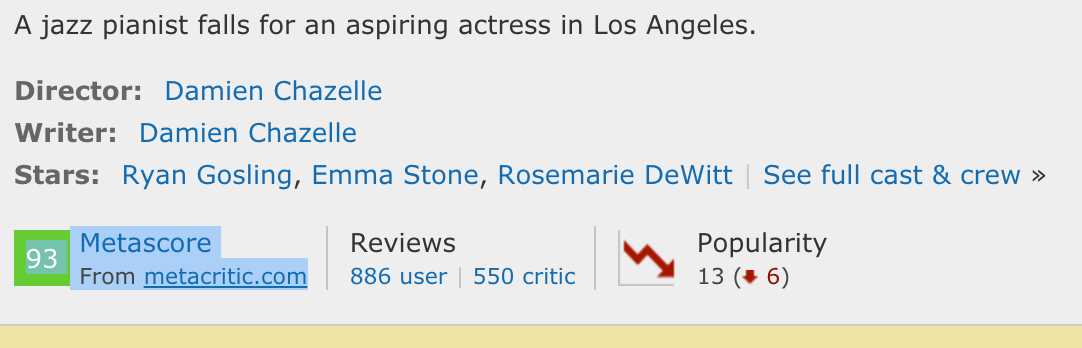 A jazz pianist falls for an aspiring actress in Los Angeles.
Director: Damien Chazelle
Writer: Damien Chazelle
Stars: Ryan Gosling, Emma Stone, Rosemarie DeWitt | See full cast & crew »
93 Metascore
From metacritic.com
Reviews
886 user | 550 critic
Popularity
13 (🡇 6)